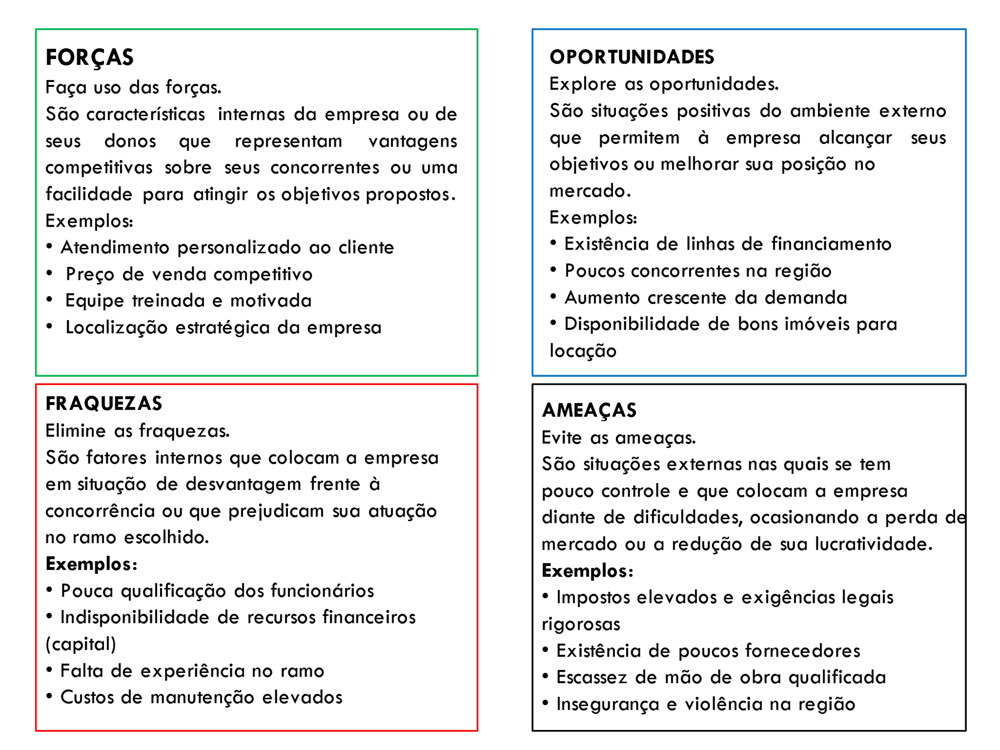 FORÇAS
Faça uso das forças.
São características internas da empresa ou de
seus donos que representam vantagens
competitivas sobre seus concorrentes ou uma
facilidade para atingir os objetivos propostos.
Exemplos:
• Atendimento personalizado ao cliente
• Preço de venda competitivo
• Equipe treinada e motivada
• Localização estratégica da empresa
OPORTUNIDADES
Explore as oportunidades.
São situações positivas do ambiente externo
que permitem à empresa alcançar seus
objetivos ou melhorar sua posição no
mercado.
Exemplos:
• Existência de linhas de financiamento
• Poucos concorrentes na região
• Aumento crescente da demanda
• Disponibilidade de bons imóveis para
locação
FRAQUEZAS
Elimine as fraquezas.
São fatores internos que colocam a empresa
em situação de desvantagem frente à
concorrência ou que prejudicam sua atuação
no ramo escolhido.
Exemplos:
• Pouca qualificação dos funcionários
• Indisponibilidade de recursos financeiros
(capital)
• Falta de experiência no ramo
• Custos de manutenção elevados
AMEAÇAS
Evite as ameaças.
São situações externas nas quais se tem
pouco controle e que colocam a empresa
diante de dificuldades, ocasionando a perda de
mercado ou a redução de sua lucratividade.
Exemplos:
• Impostos elevados e exigências legais
rigorosas
• Existência de poucos fornecedores
• Escassez de mão de obra qualificada
• Insegurança e violência na região